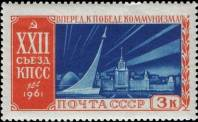 ВПЕРЕД, К ПОБЕДЕ КОММУНИЗМА
XXII
СЪЕЗД
КПСС
1961
ПОЧТА СССР
3 К